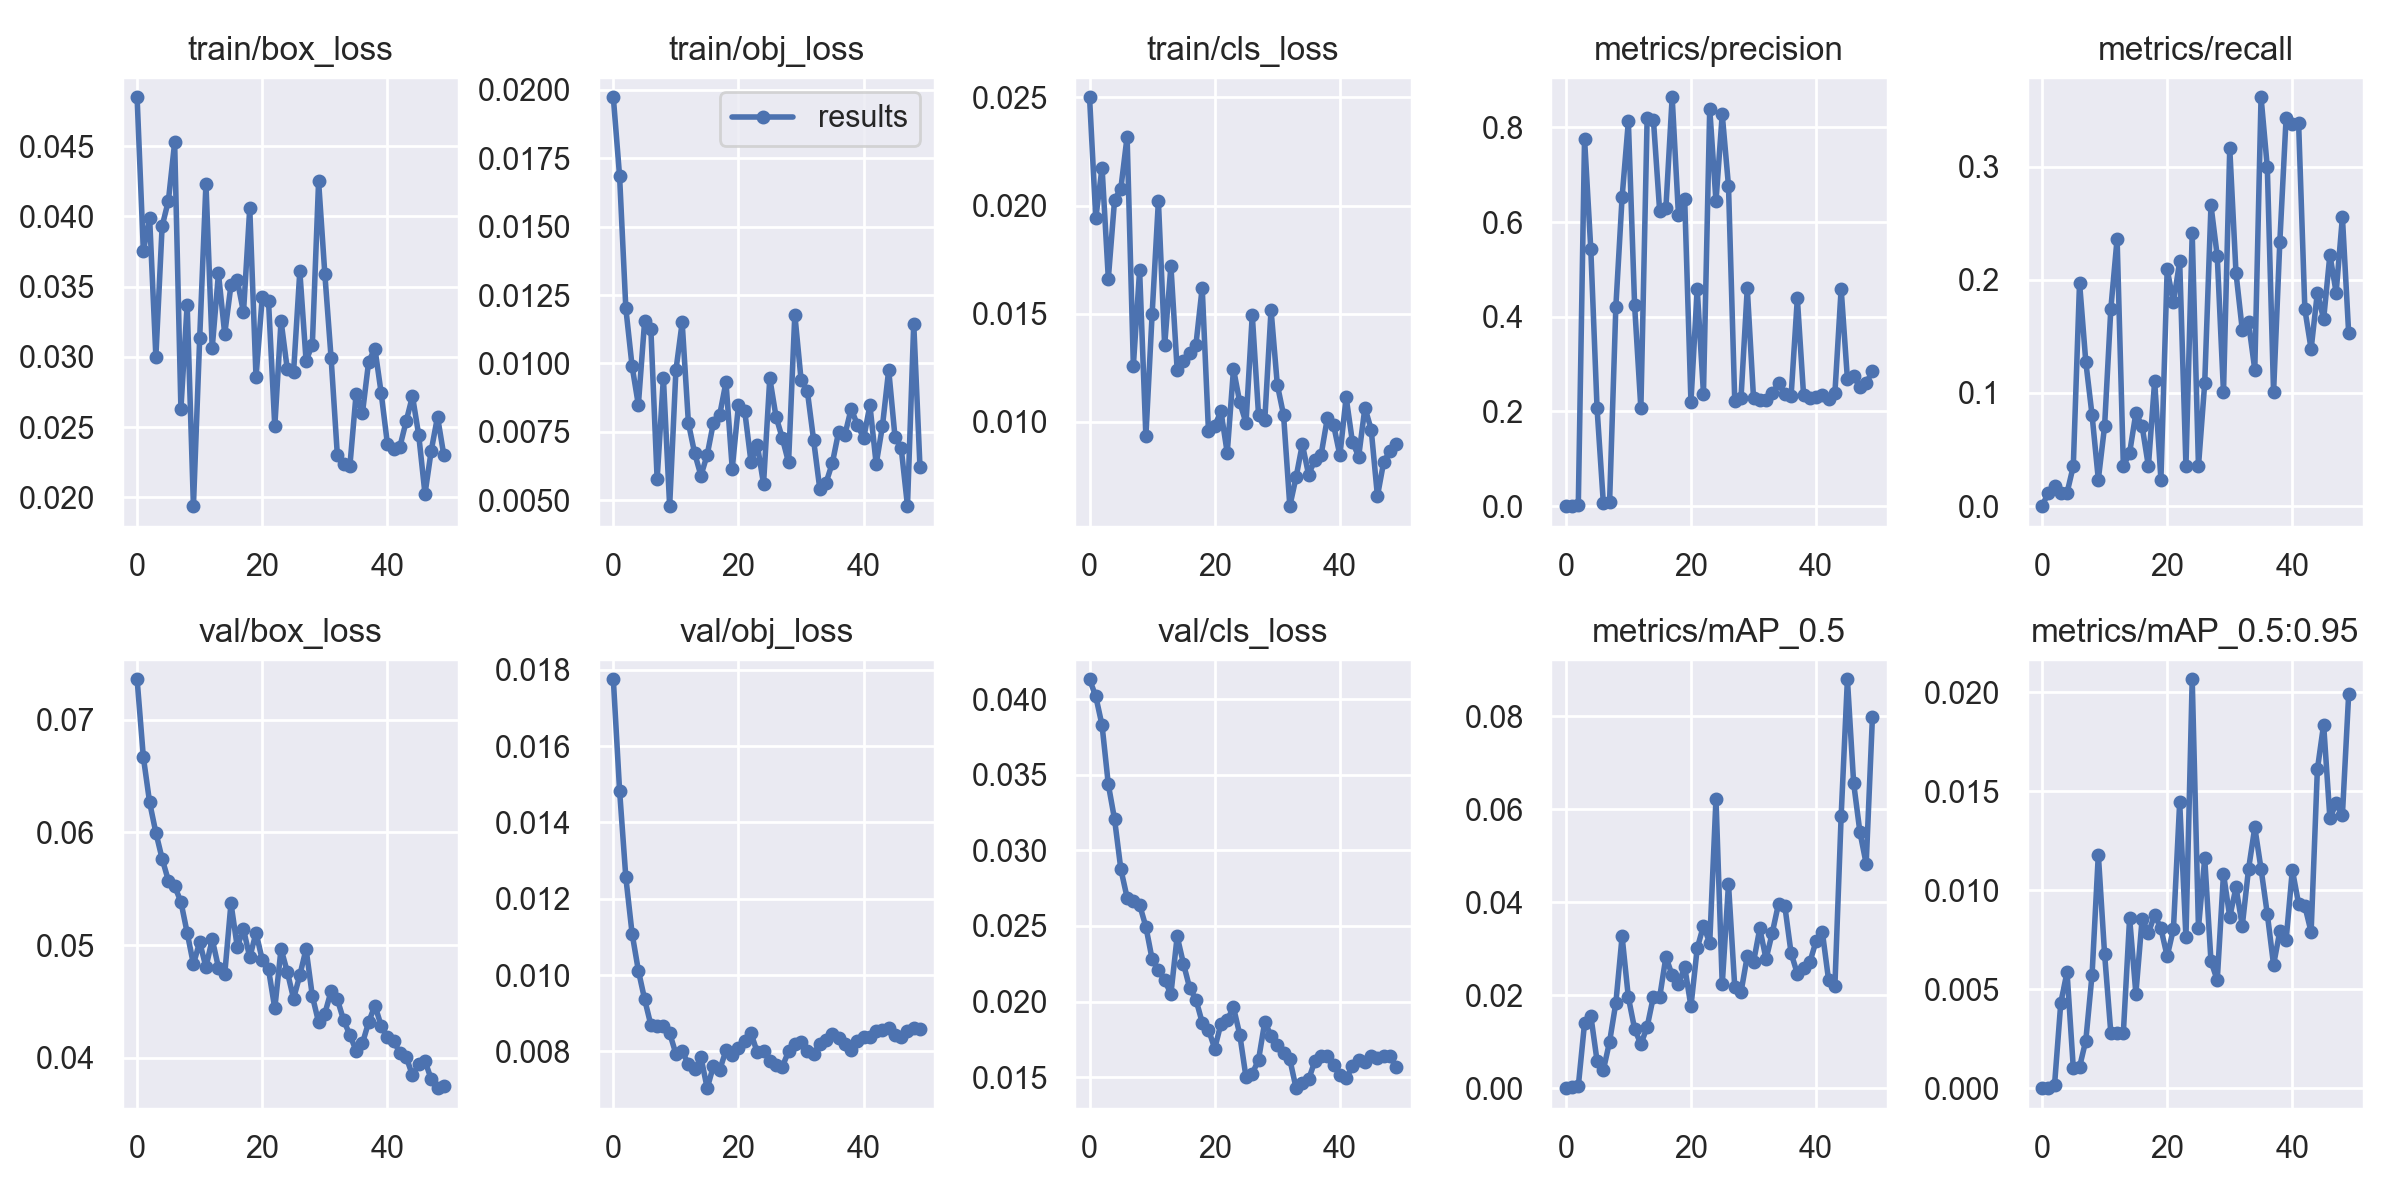 train/box_loss
train/obj_loss
train/cls_loss
metrics/precision
metrics/recall
0.045
0.040
0.035
0.030
0.025
0.020
0 20 40
0.0200
0.0175
0.0150
0.0125
0.0100
0.0075
0.0050
results
0 20 40
0.025
0.020
0.015
0.010
0 20 40
0.8
0.6
0.4
0.2
0.0
0 20 40
0.3
0.2
0.1
0.0
0 20 40
val/box_loss
val/obj_loss
val/cls_loss
metrics/mAP_0.5
metrics/mAP_0.5:0.95
0.07
0.06
0.05
0.04
0 20 40
0.018
0.016
0.014
0.012
0.010
0.008
0 20 40
0.040
0.035
0.030
0.025
0.020
0.015
0 20 40
0.08
0.06
0.04
0.02
0.00
0 20 40
0.020
0.015
0.010
0.005
0.000
0 20 40